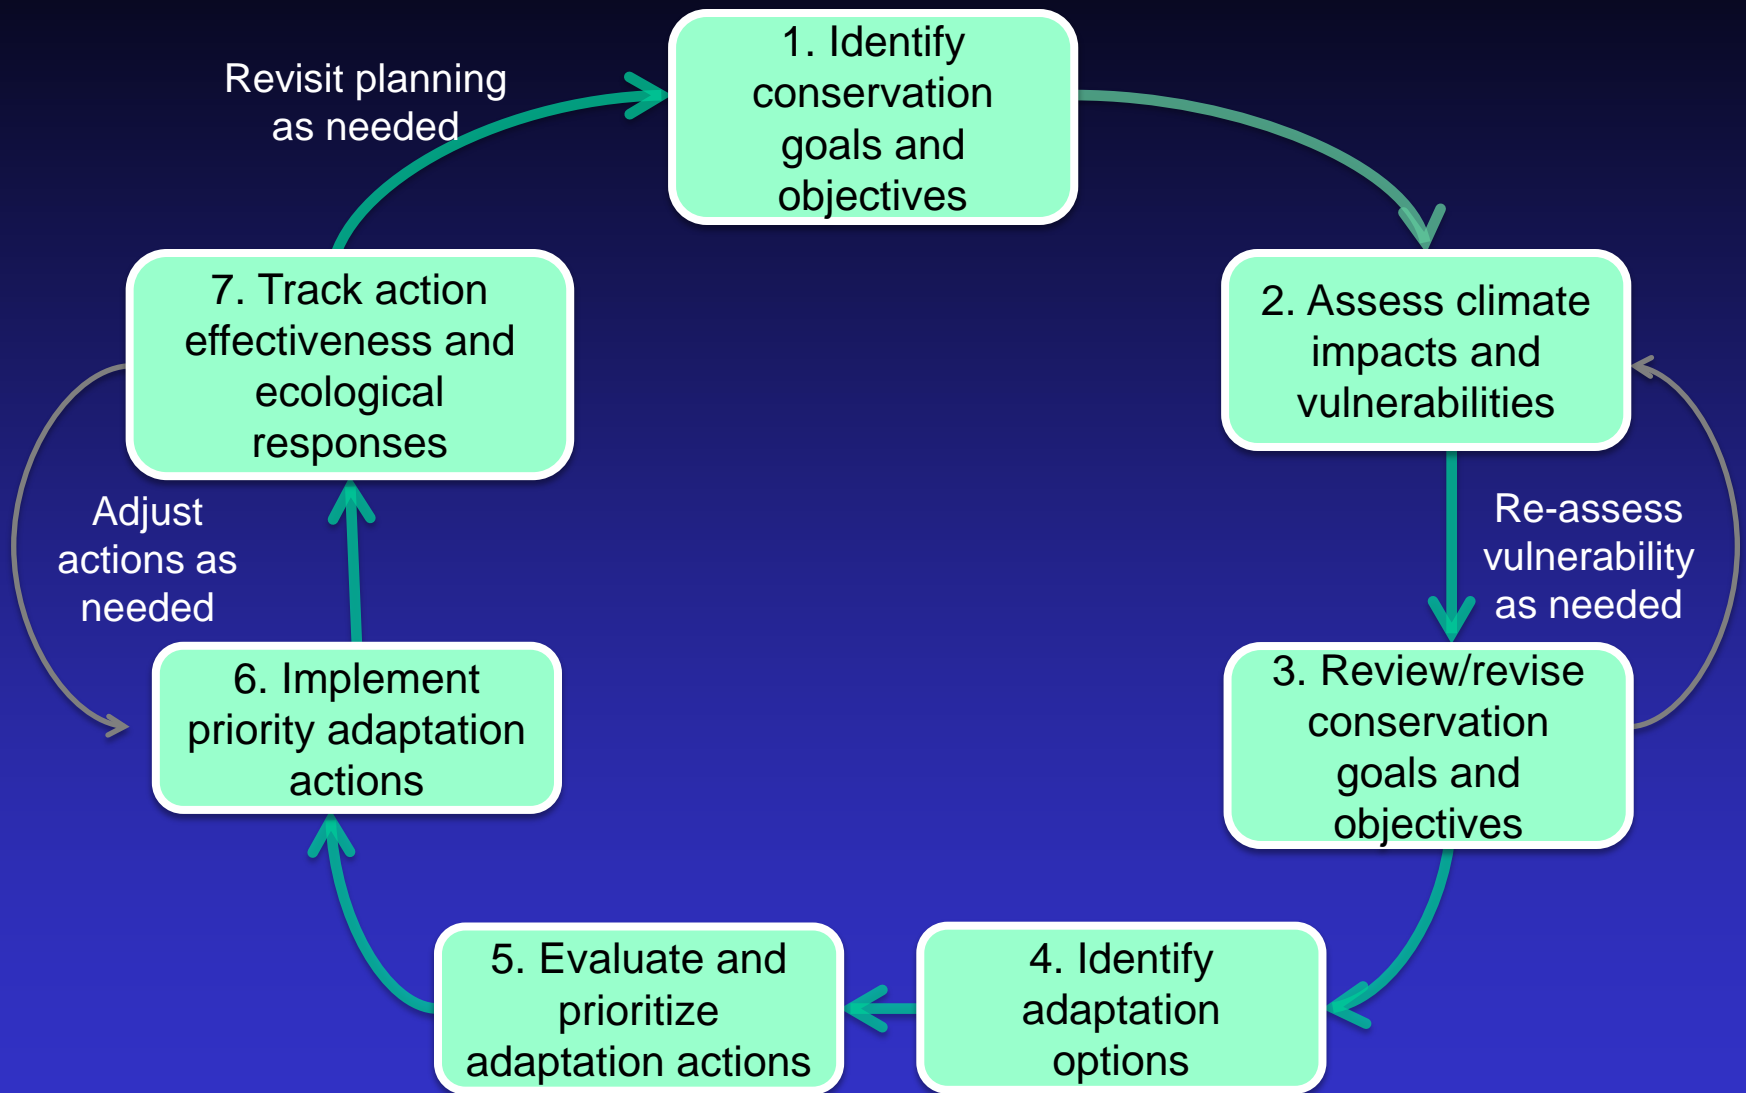 1. Identify
conservation
goals and
objectives
Revisit planning
as needed
2. Assess climate
impacts and
vulnerabilities
Re-assess
vulnerability
as needed
3. Review/revise
conservation
goals and
objectives
4. Identify
adaptation
options
5. Evaluate and
prioritize
adaptation actions
6. Implement
priority adaptation
actions
Adjust
actions as
needed
7. Track action
effectiveness and
ecological
responses